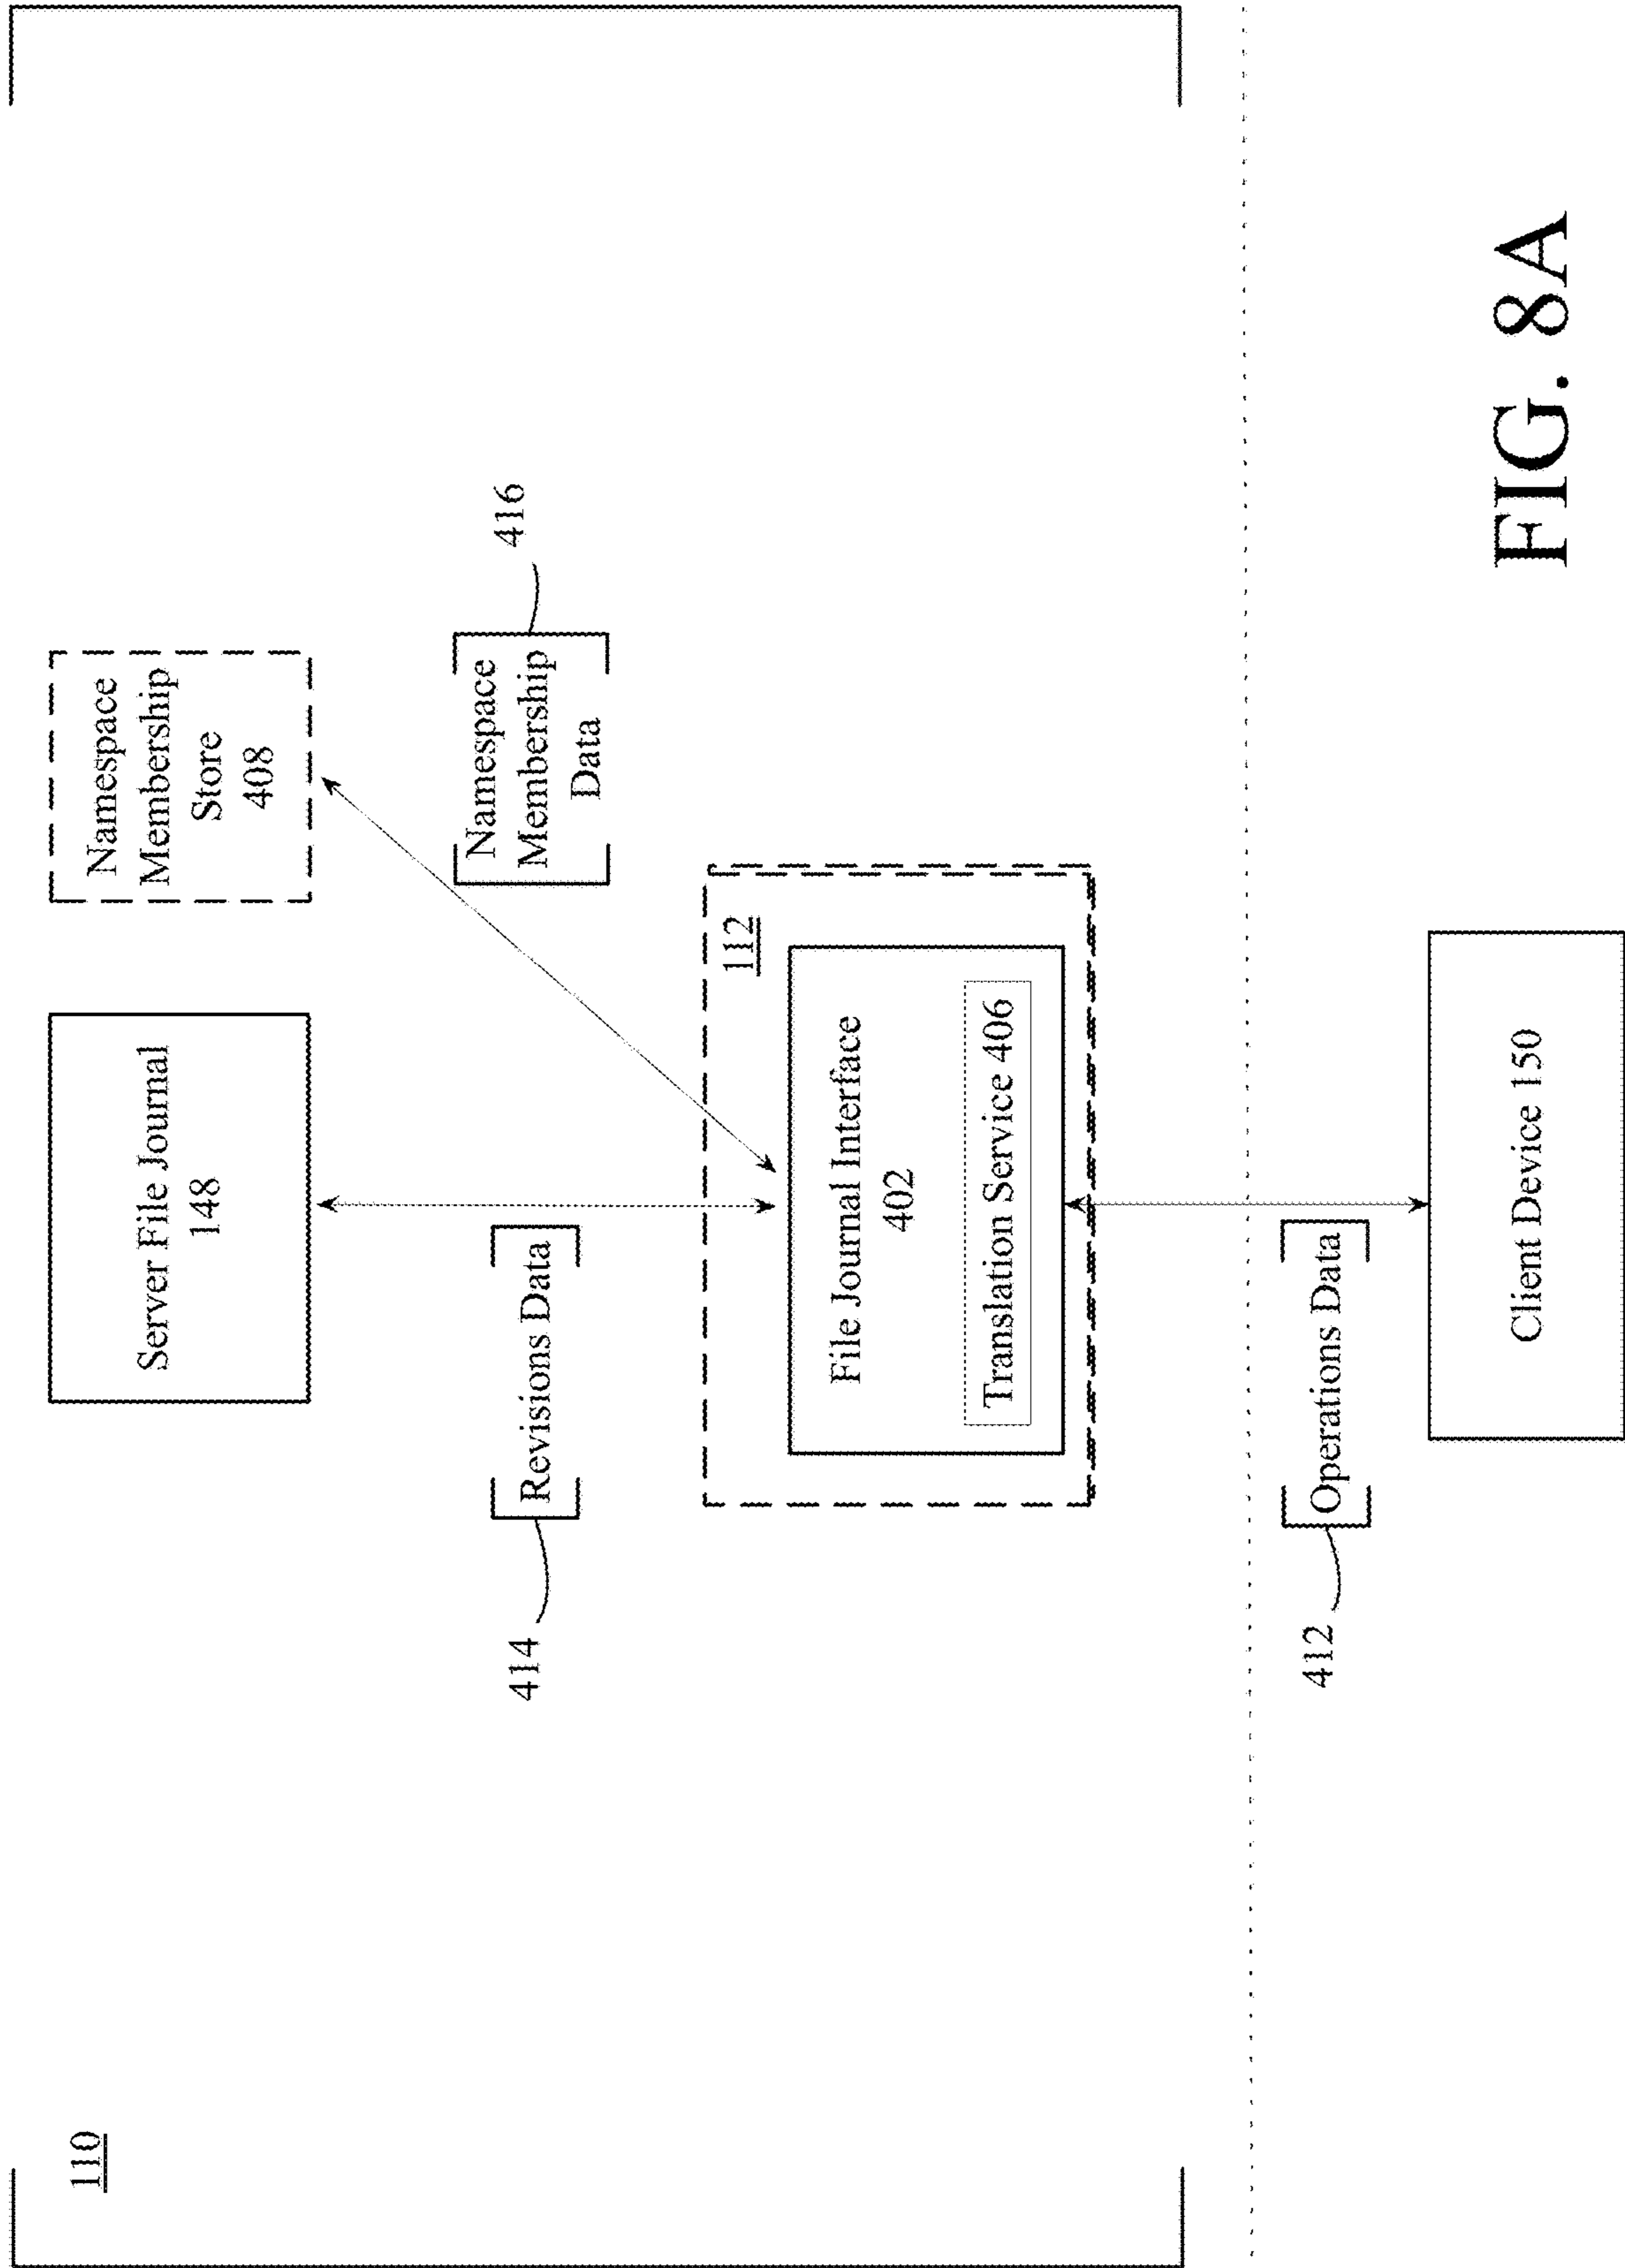 110
Server File Journal
148
Namespace
Membership
Store
408
414
Revisions Data
Namespace
Membership
Data
416
112
File Journal Interface
402
Translation Service 406
412
Operations Data
Client Device 150
FIG. 8A